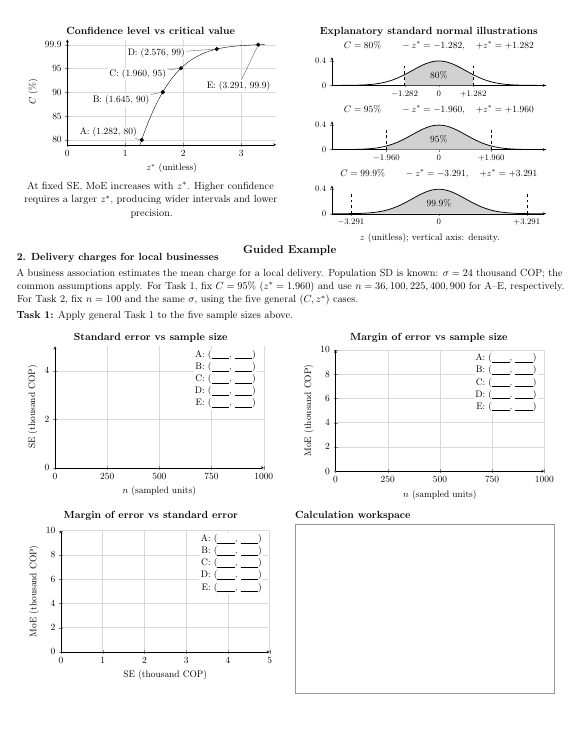 Confidence level vs critical value
99.9
95
90
85
80
C (%)
D: (2.576, 99)
C: (1.960, 95)
E: (3.291, 99.9)
B: (1.645, 90)
A: (1.282, 80)
0 1 2 3
z* (unitless)
At fixed SE, MoE increases with z*. Higher confidence
requires a larger z*, producing wider intervals and lower
precision.
Explanatory standard normal illustrations
C = 80% −z* = −1.282, +z* = +1.282
0.4
0
80%
−1.282 0 +1.282
C = 95% −z* = −1.960, +z* = +1.960
0.4
0
95%
−1.960 0 +1.960
C = 99.9% −z* = −3.291, +z* = +3.291
0.4
0
99.9%
−3.291 0 +3.291
z (unitless); vertical axis: density.
Guided Example
2. Delivery charges for local businesses
A business association estimates the mean charge for a local delivery. Population SD is known: σ = 24 thousand COP; the
common assumptions apply. For Task 1, fix C = 95% (z* = 1.960) and use n = 36, 100, 225, 400, 900 for A–E, respectively.
For Task 2, fix n = 100 and the same σ, using the five general (C, z*) cases.
Task 1: Apply general Task 1 to the five sample sizes above.
Standard error vs sample size
SE (thousand COP)
4
2
0
A: (___, ___)
B: (___, ___)
C: (___, ___)
D: (___, ___)
E: (___, ___)
0 250 500 750 1000
n (sampled units)
Margin of error vs sample size
MoE (thousand COP)
10
8
6
4
2
0
A: (___, ___)
B: (___, ___)
C: (___, ___)
D: (___, ___)
E: (___, ___)
0 250 500 750 1000
n (sampled units)
Margin of error vs standard error
MoE (thousand COP)
10
8
6
4
2
0
A: (___, ___)
B: (___, ___)
C: (___, ___)
D: (___, ___)
E: (___, ___)
0 1 2 3 4 5
SE (thousand COP)
Calculation workspace